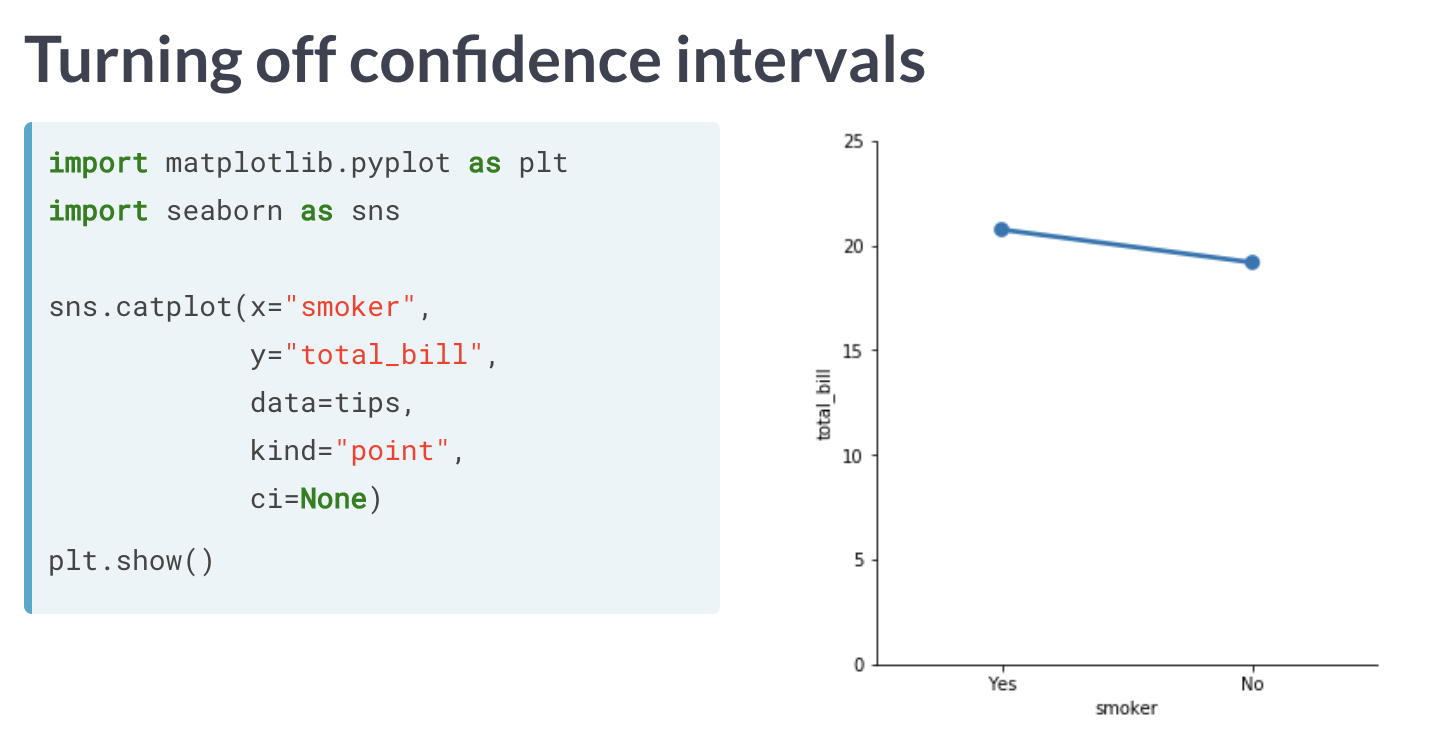 Turning off confidence intervals
import matplotlib.pyplot as plt
import seaborn as sns
sns.catplot(x="smoker",
y="total_bill",
data=tips,
kind="point",
ci=None)
plt.show()
25
20
15
10
5
0
total_bill
Yes No
smoker